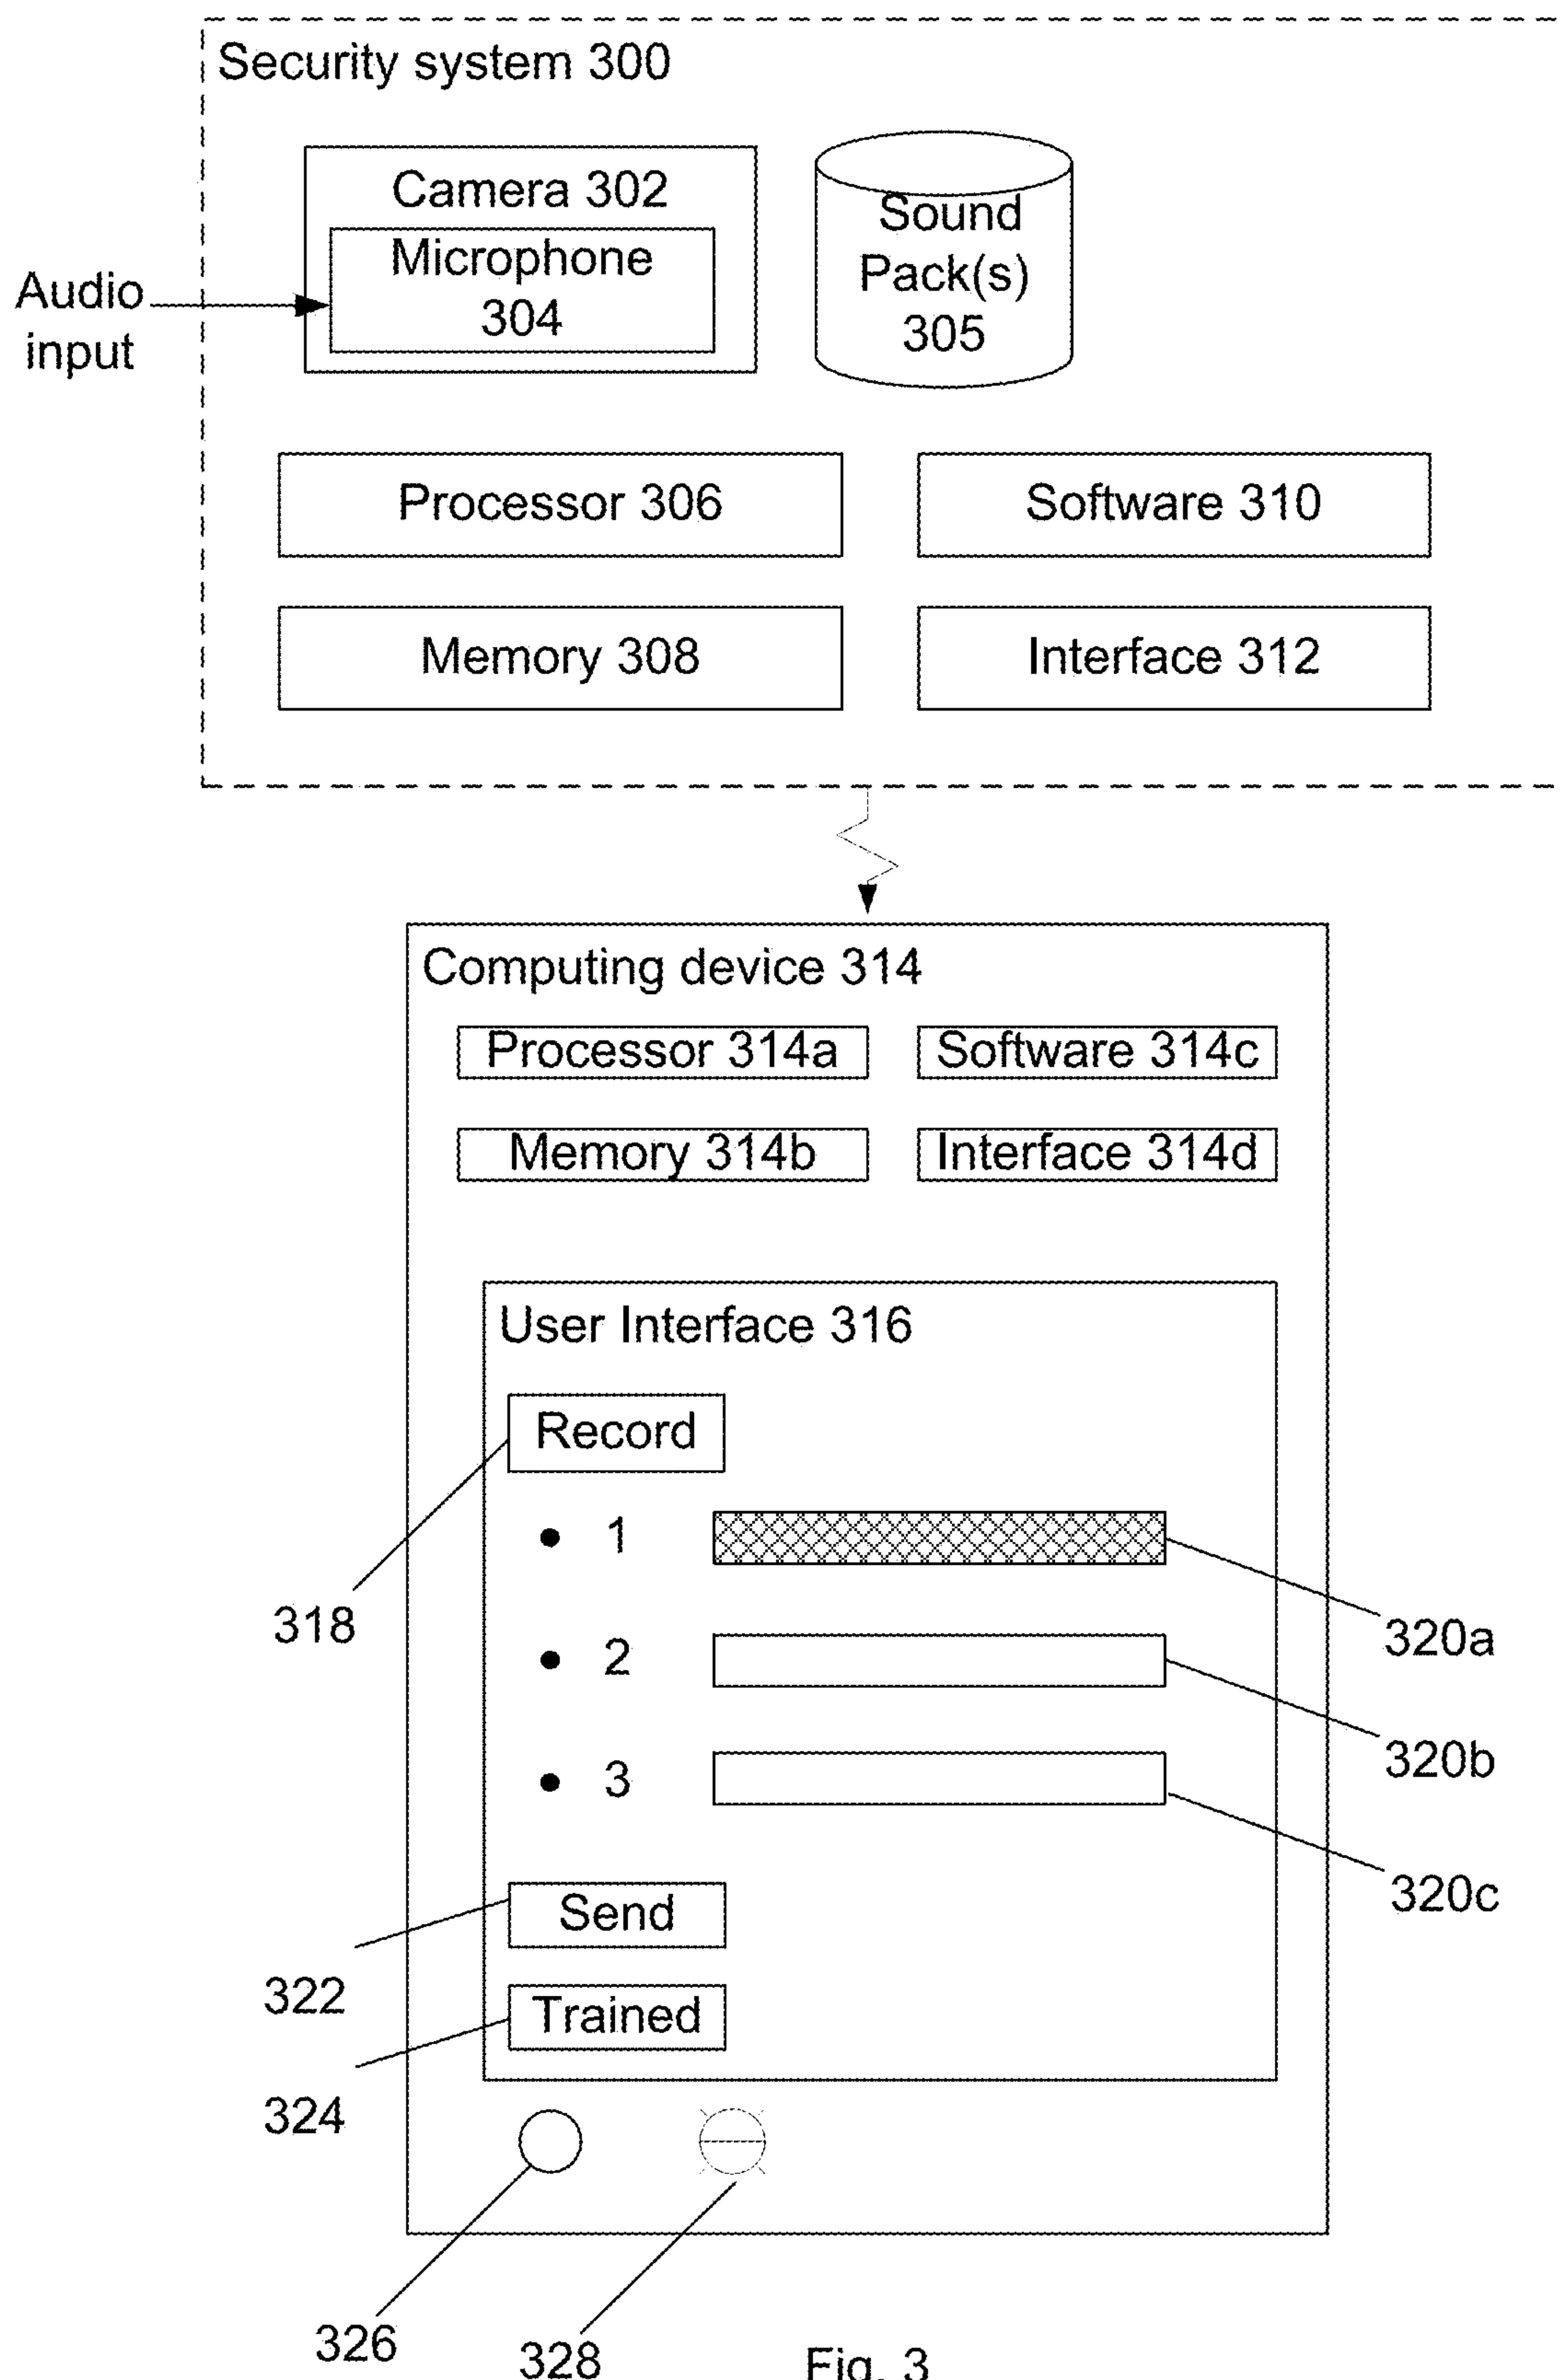 Security system 300
Camera 302
Microphone
304
Sound
Pack(s)
305
Audio
input
Processor 306
Software 310
Memory 308
Interface 312
Computing device 314
Processor 314a
Software 314c
Memory 314b
Interface 314d
User Interface 316
Record
1
318
320a
2
320b
3
320c
Send
322
Trained
324
326
328
Fig. 3